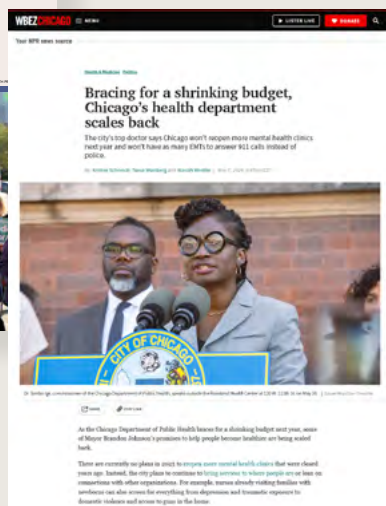 WBEZCHICAGO MENU LISTEN LIVE DONATE
Your NPR news source
Bracing for a shrinking budget,
Chicago's health department
scales back
The city's top doctor says Chicago won't reopen more mental health clinics
next year and won't have as many EMTs to answer 911 calls instead of
police.
CITY OF CHICAGO
As the Chicago Department of Public Health braces for a shrinking budget next year, some
of Mayor Brandon Johnson's promises to help people become healthier are being scaled
back.
There are currently no plans in 2025 to reopen more mental health clinics that were closed
years ago. Instead, the city plans to continue to bring services to where people are or lean on
connections with other organizations. For example, nurses already visiting families with
newborns can also screen for everything from depression and traumatic exposure to
domestic violence and access to guns in the home.